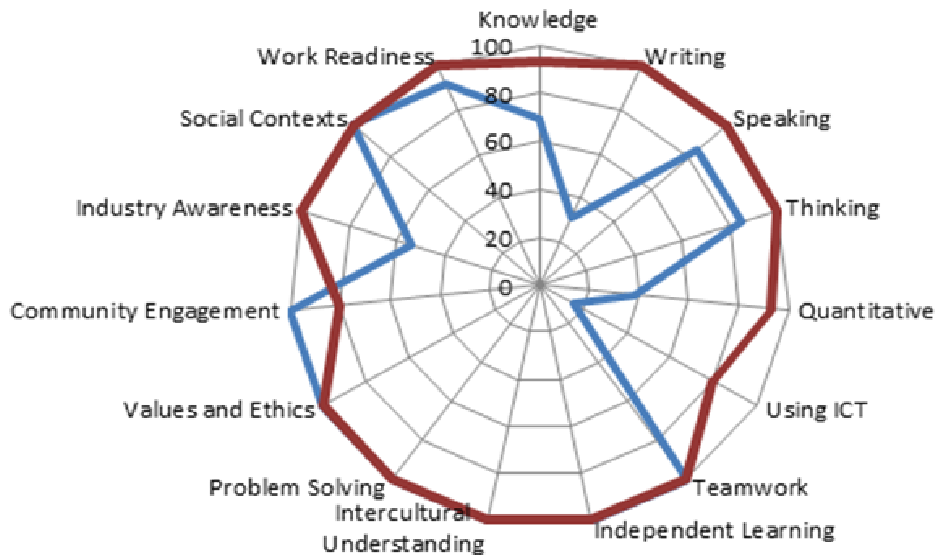 Knowledge
100
Work Readiness
Writing
80
Social Contexts
Speaking
60
40
Industry Awareness
Thinking
20
0
Community Engagement
Quantitative
Values and Ethics
Using ICT
Problem Solving
Teamwork
Intercultural
Understanding
Independent Learning